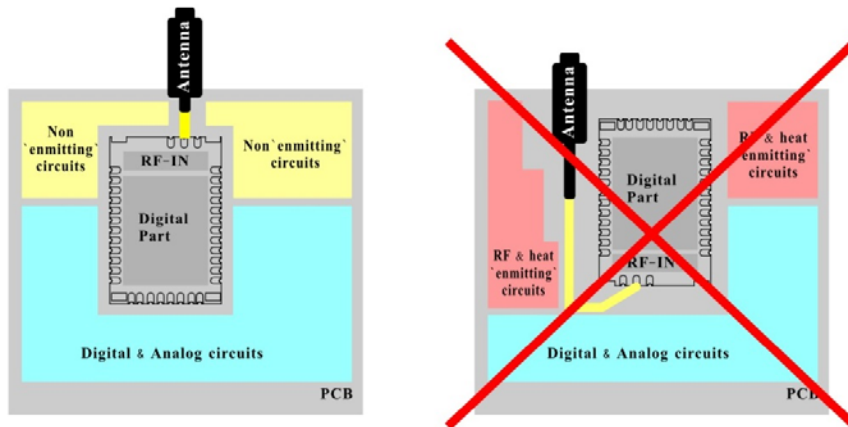 Antenna
Non
`enmitting`
circuits
Non`enmitting`
circuits
RF-IN
Digital
Part
Digital & Analog circuits
PCB
Antenna
RF & heat
`enmitting`
circuits
Digital
Part
RF-IN
RF & heat
`enmitting`
circuits
Digital & Analog circuits
PCB